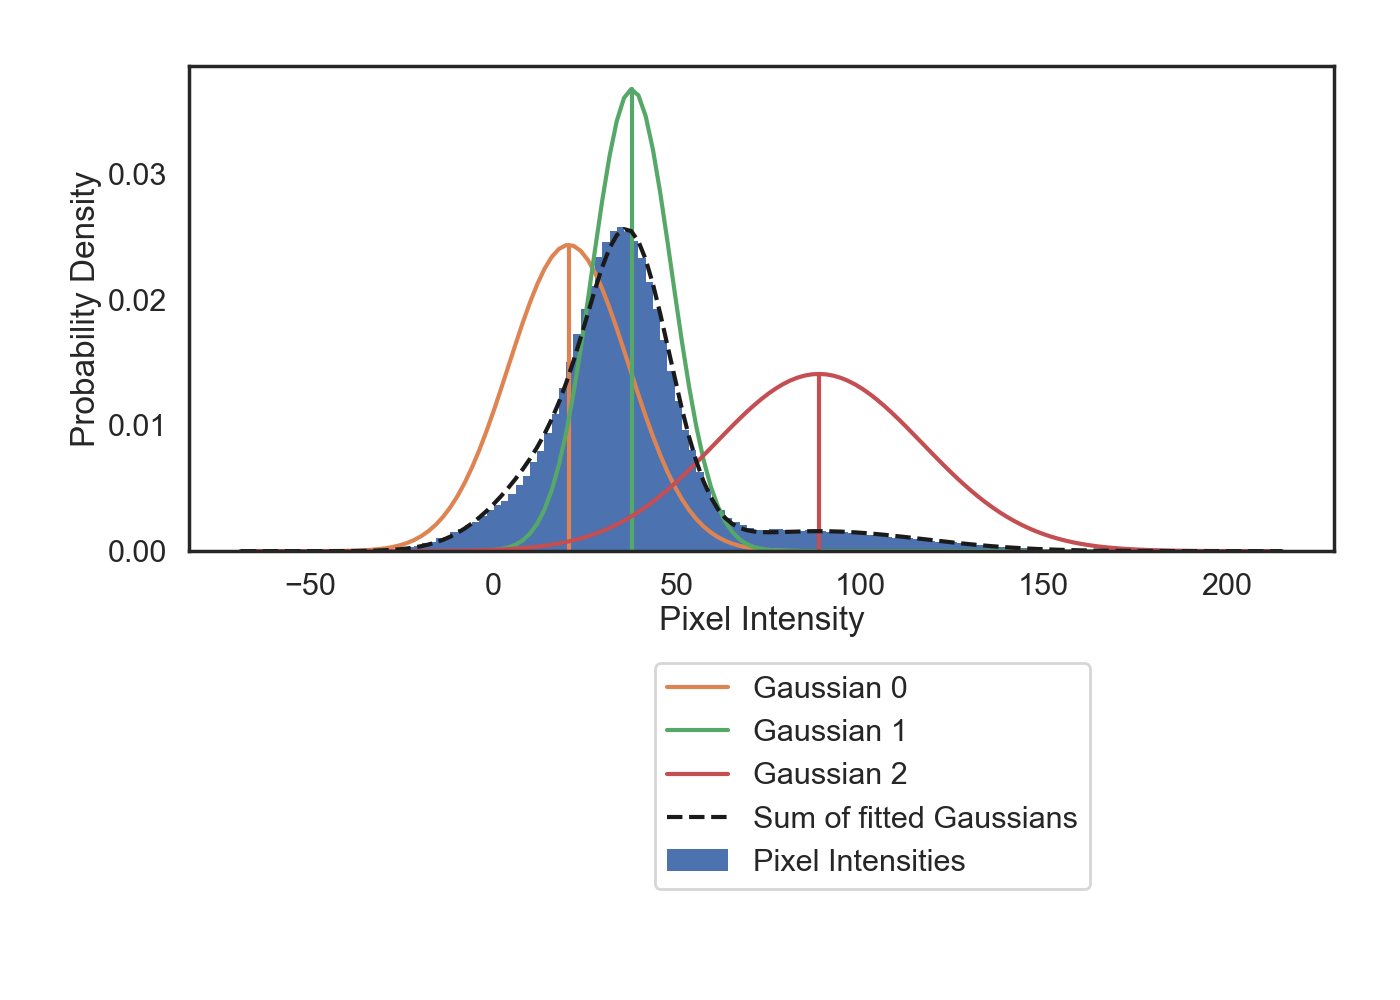 Probability Density
0.03
0.02
0.01
0.00
−50 0 50 100 150 200
Pixel Intensity
Gaussian 0
Gaussian 1
Gaussian 2
Sum of fitted Gaussians
Pixel Intensities